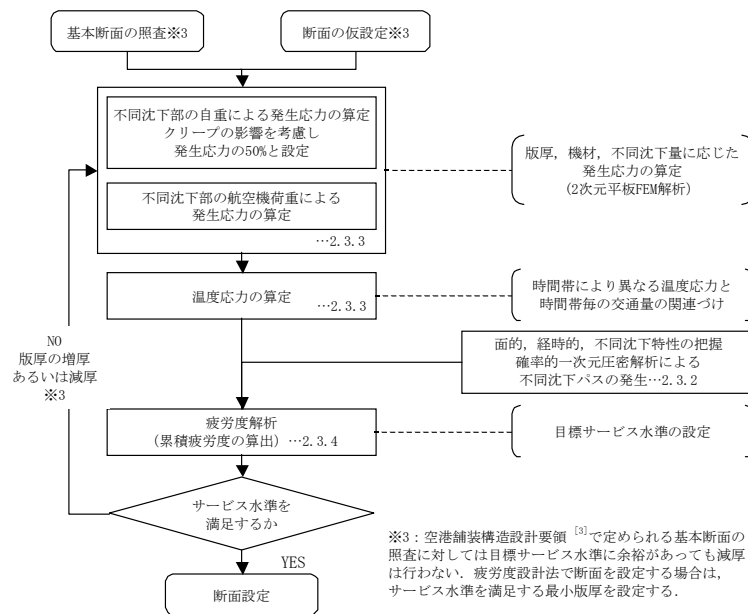 基本断面の照査※3
断面の仮設定※3
不同沈下部の自重による発生応力の算定
クリープの影響を考慮し
発生応力の50%と設定
不同沈下部の航空機荷重による
発生応力の算定
…2.3.3
版厚，機材，不同沈下量に応じた
発生応力の算定
(2次元平板FEM解析)
温度応力の算定
…2.3.3
時間帯により異なる温度応力と
時間帯毎の交通量の関連づけ
NO
版厚の増厚
あるいは減厚
※3
面的，経時的，不同沈下特性の把握
確率的一次元圧密解析による
不同沈下パスの発生…2.3.2
疲労度解析
(累積疲労度の算出) …2.3.4
目標サービス水準の設定
サービス水準を
満足するか
YES
断面設定
※3：空港舗装構造設計要領 [3]で定められる基本断面の
照査に対しては目標サービス水準に余裕があっても減厚
は行わない．疲労度設計法で断面を設定する場合は，
サービス水準を満足する最小版厚を設定する．